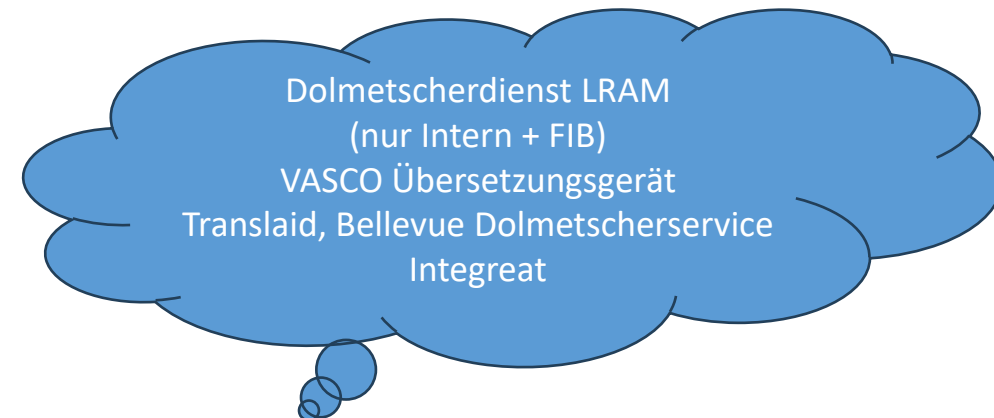 Dolmetscherdienst LRAM
(nur Intern + FIB)
VASCO Übersetzungsgerät
Translaid, Bellevue Dolmetscherservice
Integreat